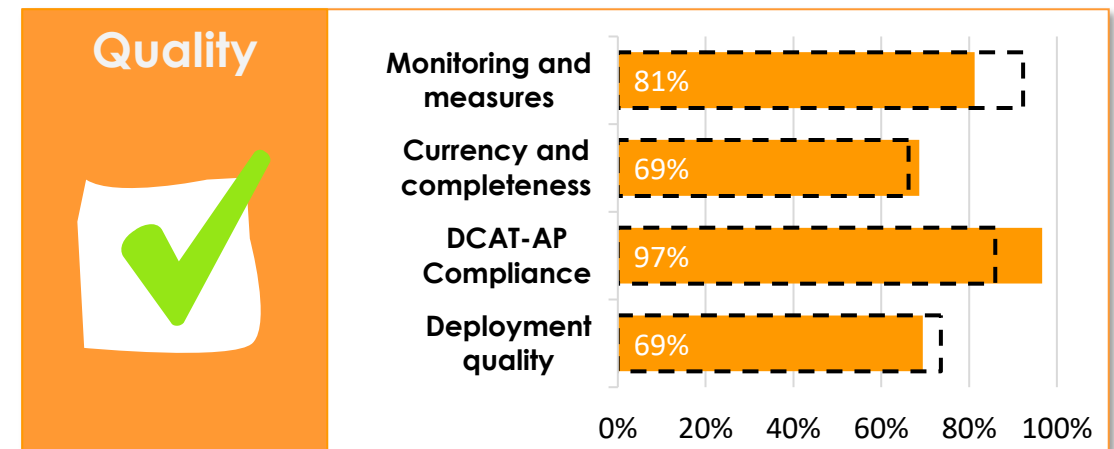 Quality
Monitoring and
measures
81%
Currency and
completeness
69%
DCAT-AP
Compliance
97%
Deployment
quality
69%
0% 20% 40% 60% 80% 100%